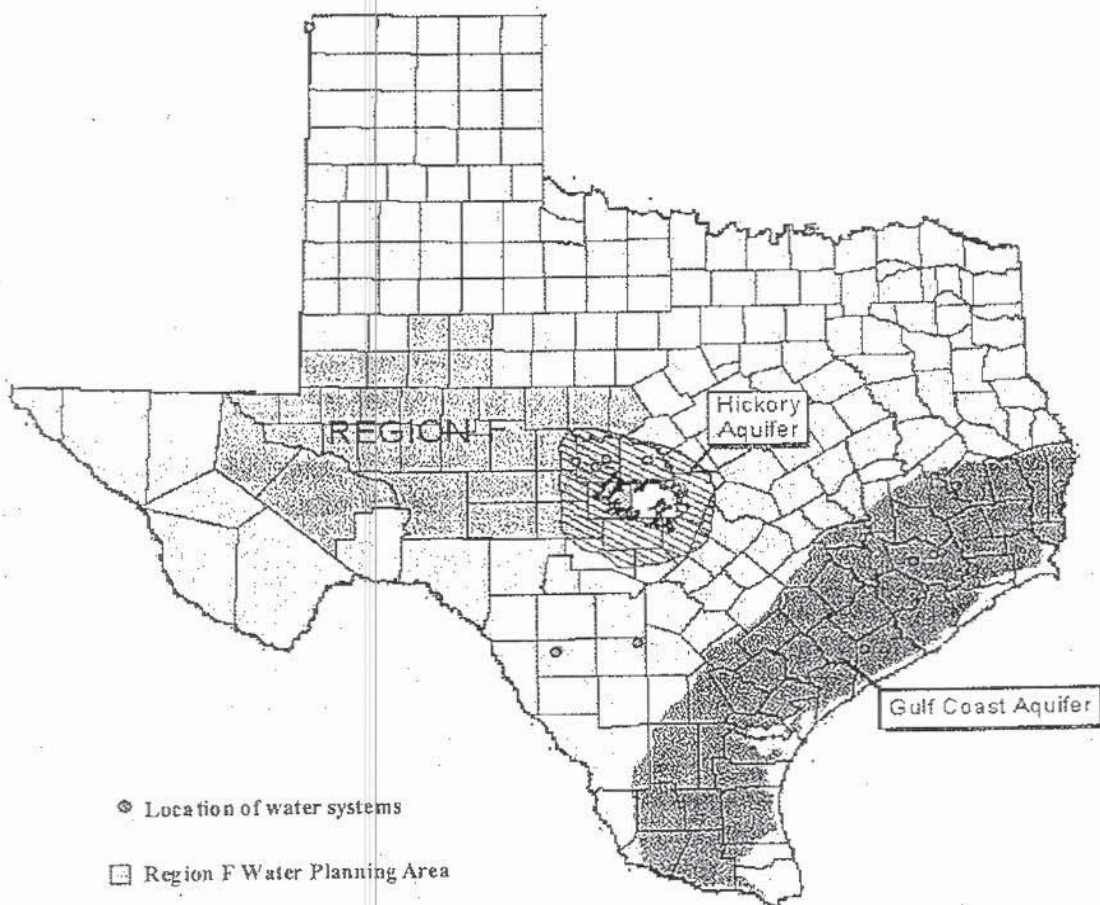 REGION F
Hickory
Aquifer
Gulf Coast Aquifer
Location of water systems
Region F Water Planning Area